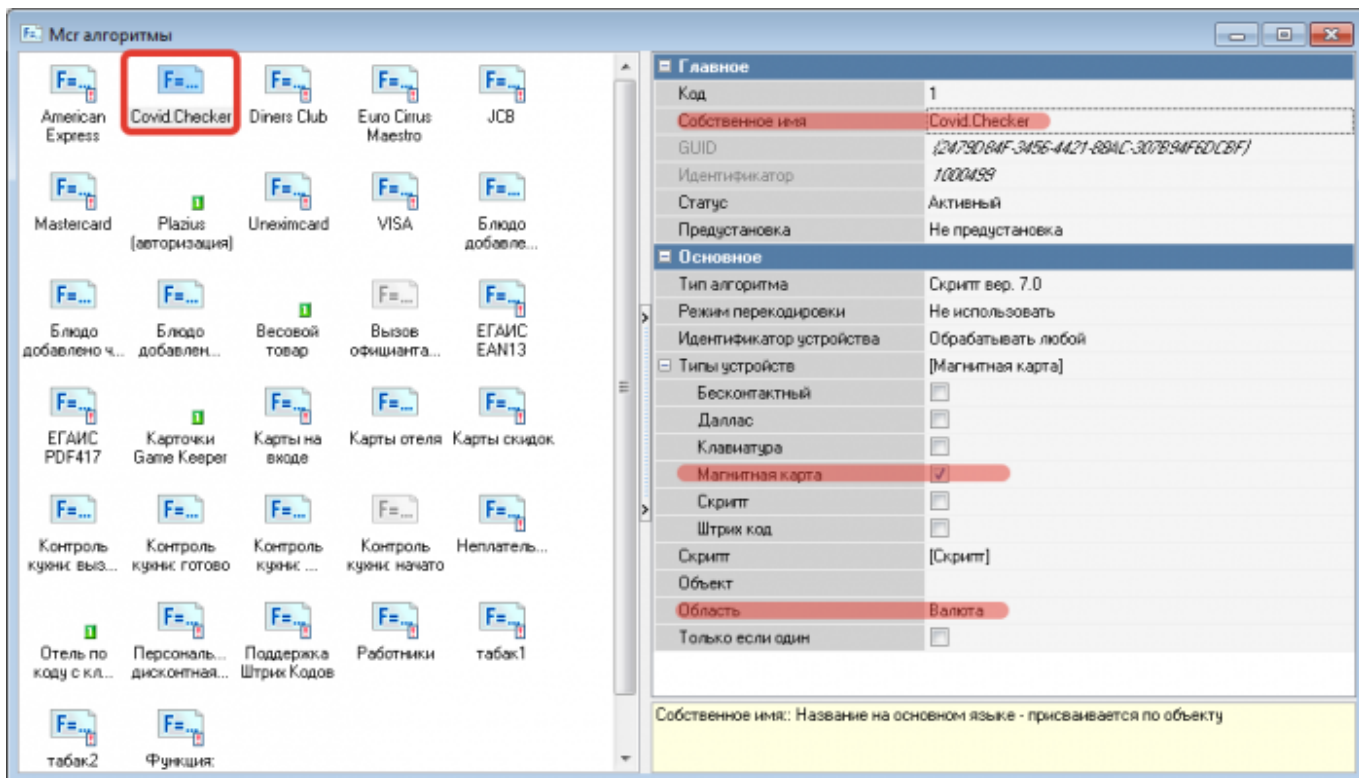 Mcr алгоритмы
American Express
Covid.Checker
Diners Club
Euro Cirrus Maestro
JCB
Mastercard
Plazius (авторизация)
Uneximcard
VISA
Блюдо добавле...
Блюдо добавлено ч...
Блюдо добавлен...
Весовой товар
Вызов официанта...
ЕГАИС EAN13
ЕГАИС PDF417
Карточки Game Keeper
Карты на входе
Карты отеля
Карты скидок
Контроль кухни: выз...
Контроль кухни: готово
Контроль кухни: ...
Контроль кухни: начато
Неплатель...
Отель по коду с кл...
Персональ... дисконтная...
Поддержка Штрих Кодов
Работники
табак1
табак2
Функция:
Главное
Код 1
Собственное имя Covid.Checker
GUID {2479D84F-3456-4421-88AC-307B94F6DCBF}
Идентификатор 1000499
Статус Активный
Предустановка Не предустановка
Основное
Тип алгоритма Скрипт вер. 7.0
Режим перекодировки Не использовать
Идентификатор устройства Обрабатывать любой
Типы устройств [Магнитная карта]
Бесконтактный
Даллас
Клавиатура
Магнитная карта
Скрипт
Штрих код
Скрипт [Скрипт]
Объект
Область Валюта
Только если один
Собственное имя:: Название на основном языке - присваивается по объекту